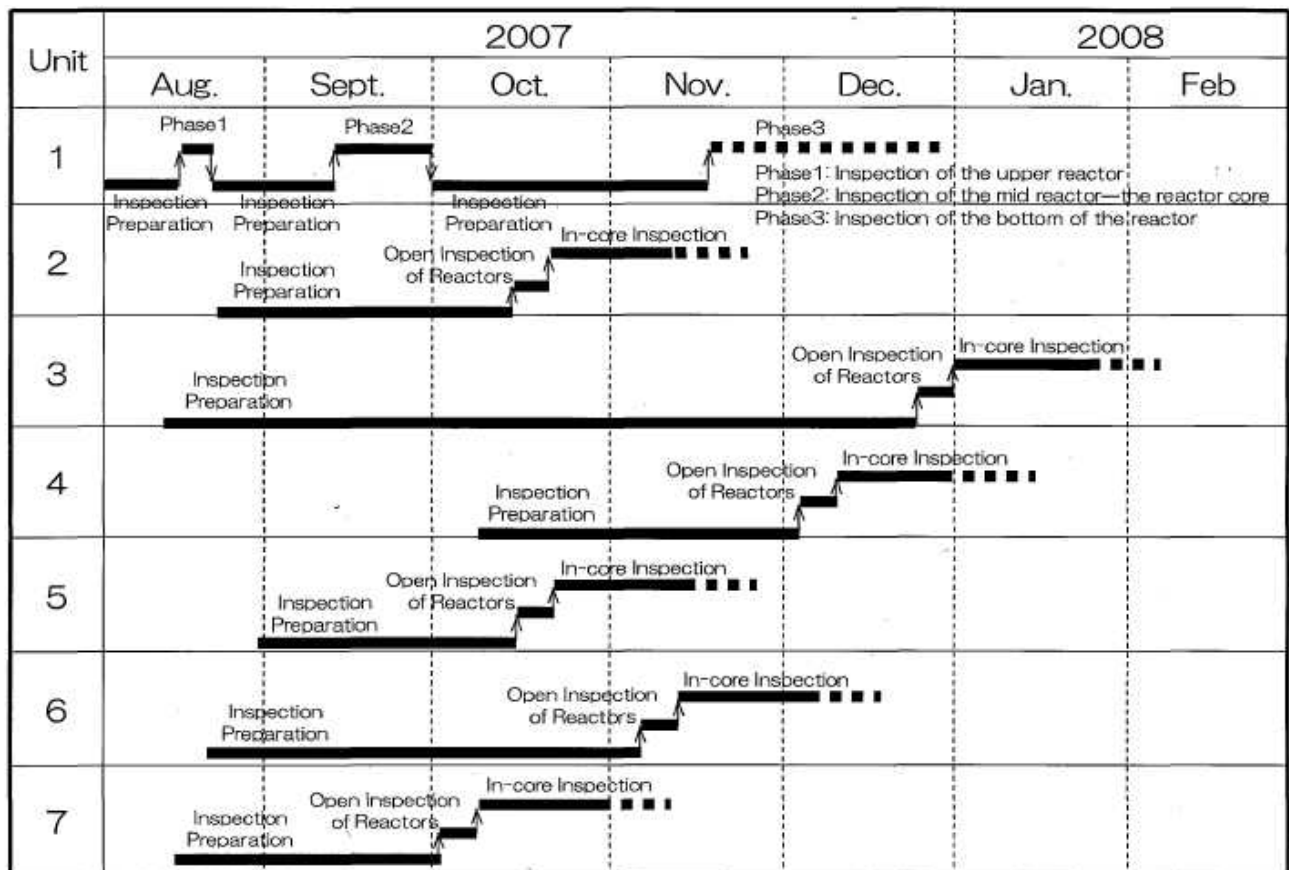 Unit
2007
2008
Aug.
Sept.
Oct.
Nov.
Dec.
Jan.
Feb
1
Phase1
Phase2
Phase3
Inspection
Preparation
Inspection
Preparation
Inspection
Preparation
Phase1: Inspection of the upper reactor
Phase2: Inspection of the mid reactor—the reactor core
Phase3: Inspection of the bottom of the reactor
2
Inspection
Preparation
Open Inspection
of Reactors
In-core Inspection
3
Inspection
Preparation
Open Inspection
of Reactors
In-core Inspection
4
Inspection
Preparation
Open Inspection
of Reactors
In-core Inspection
5
Inspection
Preparation
Open Inspection
of Reactors
In-core Inspection
6
Inspection
Preparation
Open Inspection
of Reactors
In-core Inspection
7
Inspection
Preparation
Open Inspection
of Reactors
In-core Inspection